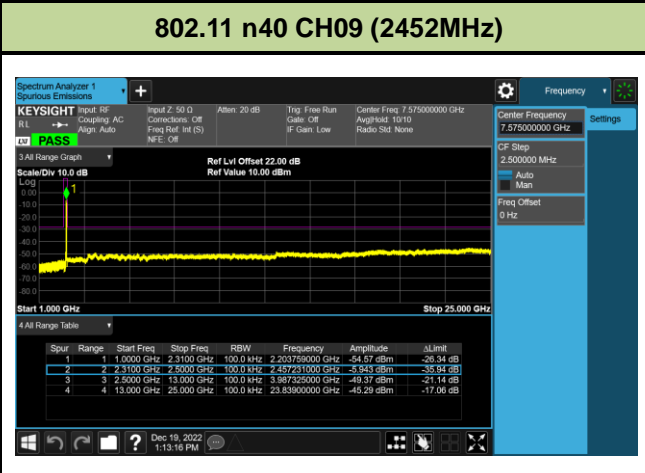 802.11 n40 CH09 (2452MHz)
Spectrum Analyzer 1
Spurious Emissions
Frequency
KEYSIGHT Input: RF Input Z: 50 Ω Atten: 20 dB Trig: Free Run Center Freq: 7.575000000 GHz
RL Coupling: AC Corrections: Off Gate: Off Avg|Hold: 10/10
Align: Auto Freq Ref: Int (S) IF Gain: Low Radio Std: None
LXI PASS NFE: Off
Center Frequency
7.575000000 GHz
Settings
CF Step
2.500000 MHz
Auto
Man
Freq Offset
0 Hz
3 All Range Graph
Ref Lvl Offset 22.00 dB
Scale/Div 10.0 dB Ref Value 10.00 dBm
Log
1
0.00
-10.0
-20.0
-30.0
-40.0
-50.0
-60.0
-70.0
-80.0
Start 1.000 GHz Stop 25.000 GHz
4 All Range Table
Spur Range Start Freq Stop Freq RBW Frequency Amplitude ΔLimit
1 1 1.0000 GHz 2.3100 GHz 100.0 kHz 2.203759000 GHz -54.57 dBm -26.34 dB
2 2 2.3100 GHz 2.5000 GHz 100.0 kHz 2.457231000 GHz -5.943 dBm -35.94 dB
3 3 2.5000 GHz 13.000 GHz 100.0 kHz 3.987325000 GHz -49.37 dBm -21.14 dB
4 4 13.000 GHz 25.000 GHz 100.0 kHz 23.83900000 GHz -45.29 dBm -17.06 dB
Dec 19, 2022
1:13:16 PM